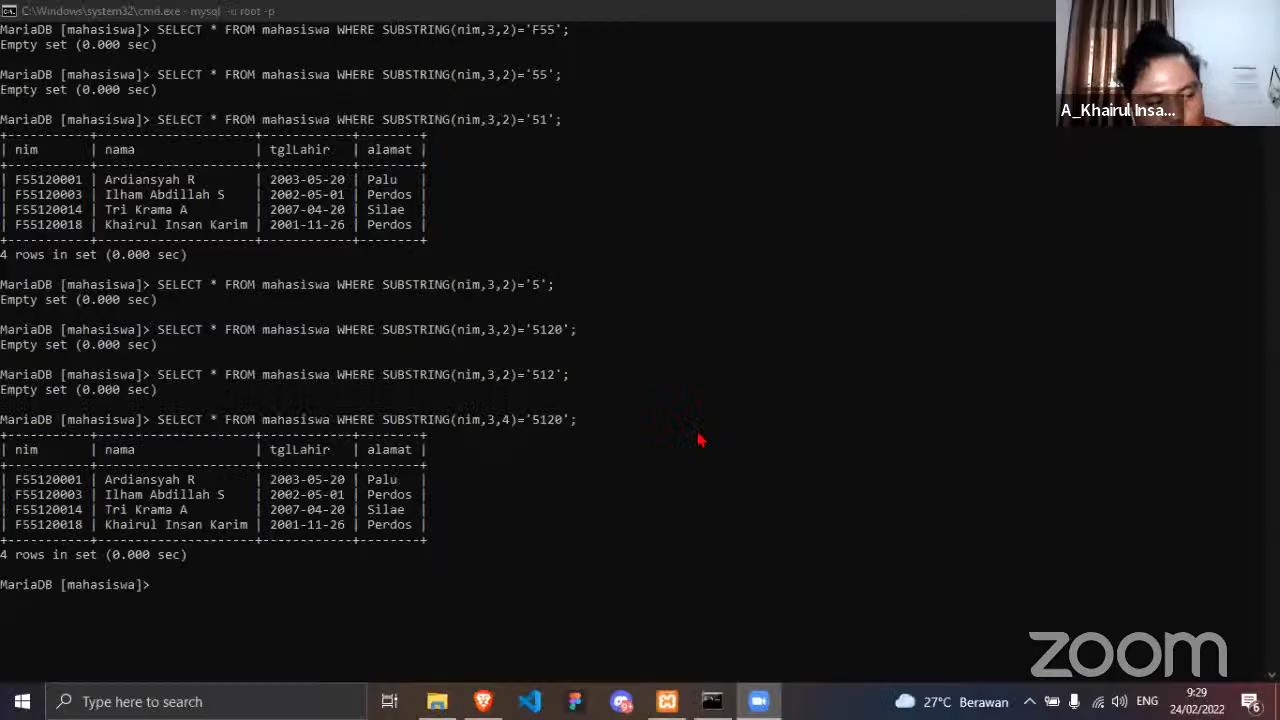 C:\Windows\system32\cmd.exe - mysql -u root -p
MariaDB [mahasiswa]> SELECT * FROM mahasiswa WHERE SUBSTRING(nim,3,2)='F55';
Empty set (0.000 sec)
MariaDB [mahasiswa]> SELECT * FROM mahasiswa WHERE SUBSTRING(nim,3,2)='55';
Empty set (0.000 sec)
MariaDB [mahasiswa]> SELECT * FROM mahasiswa WHERE SUBSTRING(nim,3,2)='51';
+-----------+---------------------+------------+--------+
| nim | nama | tglLahir | alamat |
+-----------+---------------------+------------+--------+
| F55120001 | Ardiansyah R | 2003-05-20 | Palu |
| F55120003 | Ilham Abdillah S | 2002-05-01 | Perdos |
| F55120014 | Tri Krama A | 2007-04-20 | Silae |
| F55120018 | Khairul Insan Karim | 2001-11-26 | Perdos |
+-----------+---------------------+------------+--------+
4 rows in set (0.000 sec)
MariaDB [mahasiswa]> SELECT * FROM mahasiswa WHERE SUBSTRING(nim,3,2)='5';
Empty set (0.000 sec)
MariaDB [mahasiswa]> SELECT * FROM mahasiswa WHERE SUBSTRING(nim,3,2)='5120';
Empty set (0.000 sec)
MariaDB [mahasiswa]> SELECT * FROM mahasiswa WHERE SUBSTRING(nim,3,2)='512';
Empty set (0.000 sec)
MariaDB [mahasiswa]> SELECT * FROM mahasiswa WHERE SUBSTRING(nim,3,4)='5120';
+-----------+---------------------+------------+--------+
| nim | nama | tglLahir | alamat |
+-----------+---------------------+------------+--------+
| F55120001 | Ardiansyah R | 2003-05-20 | Palu |
| F55120003 | Ilham Abdillah S | 2002-05-01 | Perdos |
| F55120014 | Tri Krama A | 2007-04-20 | Silae |
| F55120018 | Khairul Insan Karim | 2001-11-26 | Perdos |
+-----------+---------------------+------------+--------+
4 rows in set (0.000 sec)
MariaDB [mahasiswa]>
A_Khairul Insa...
zoom
Type here to search
27°C Berawan
ENG
9:29
24/02/2022
6